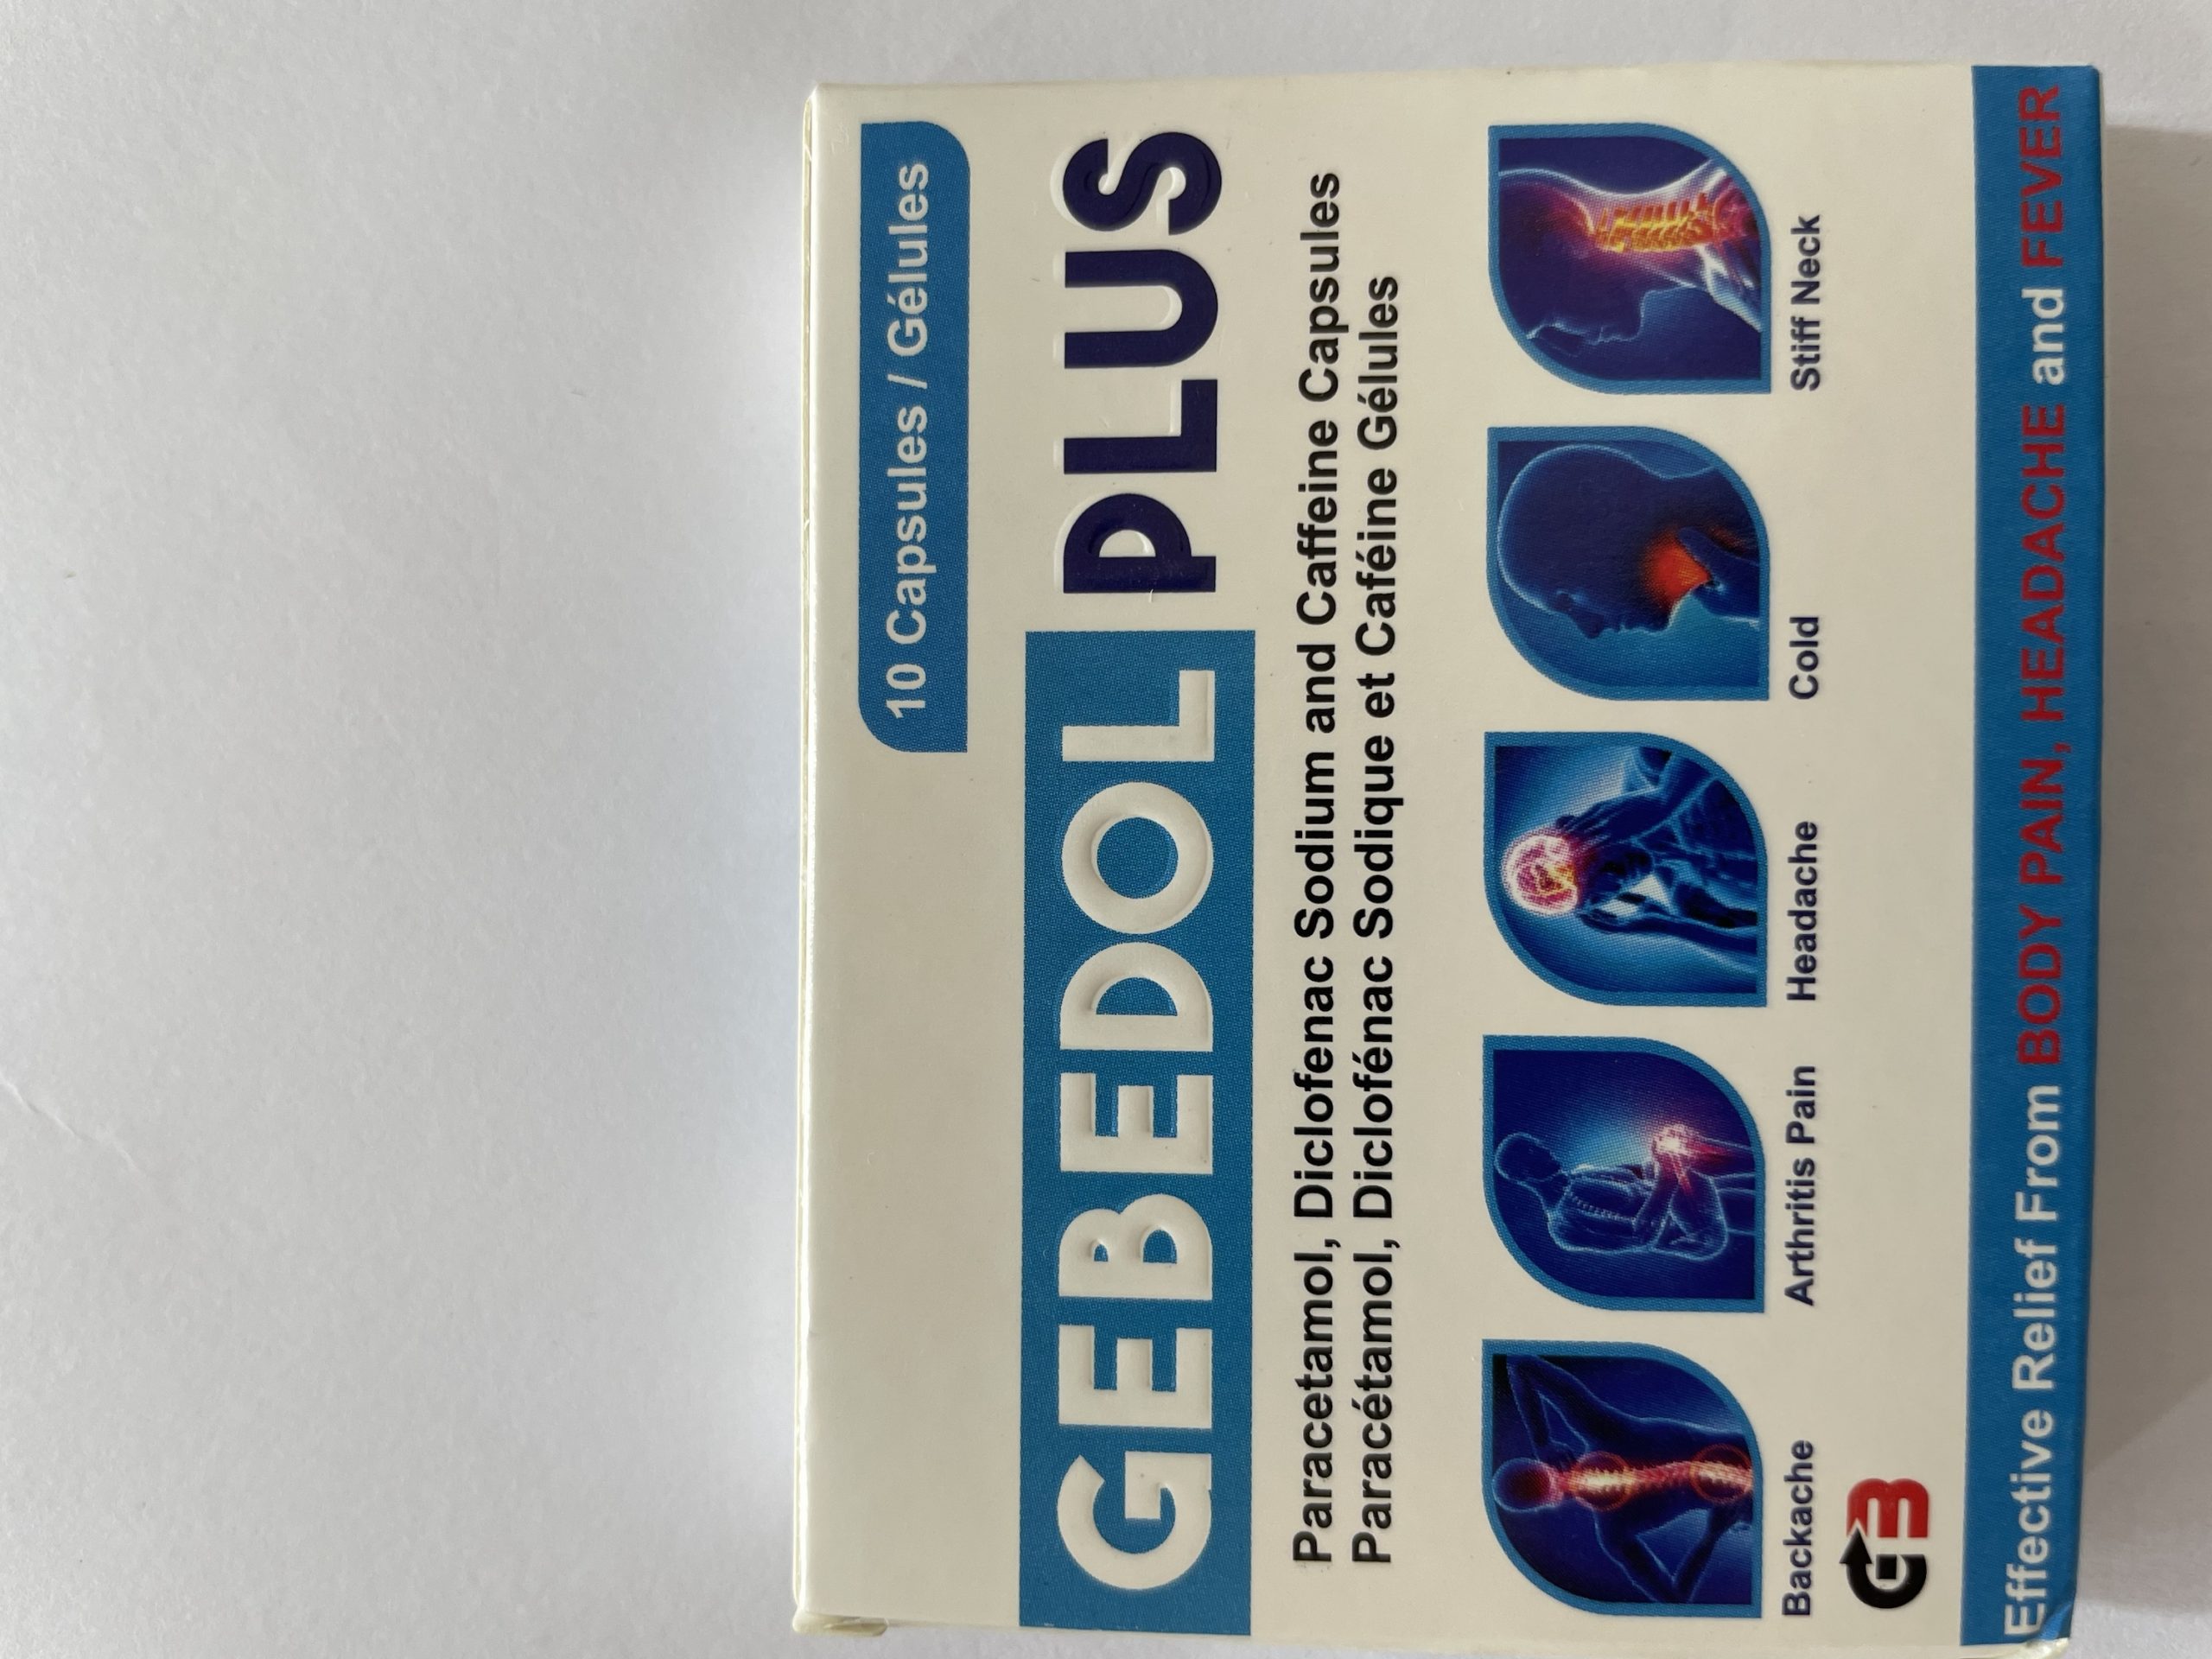 10 Capsules / Gélules
GEBEDOL PLUS
Paracetamol, Diclofenac Sodium and Caffeine Capsules
Paracétamol, Diclofénac Sodique et Caféine Gélules
Backache Arthritis Pain Headache Cold Stiff Neck
GB
Effective Relief From BODY PAIN, HEADACHE and FEVER